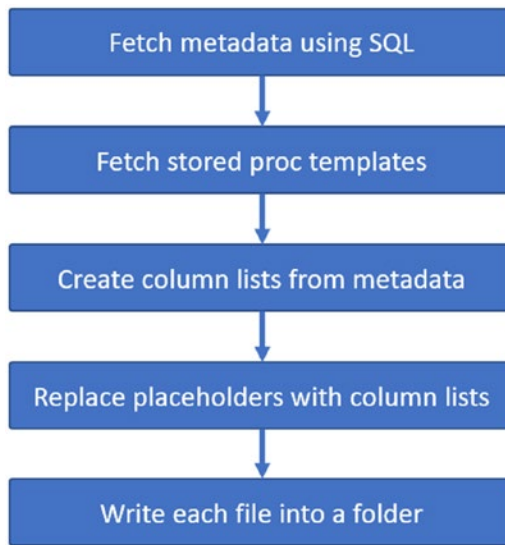 Fetch metadata using SQL
Fetch stored proc templates
Create column lists from metadata
Replace placeholders with column lists
Write each file into a folder